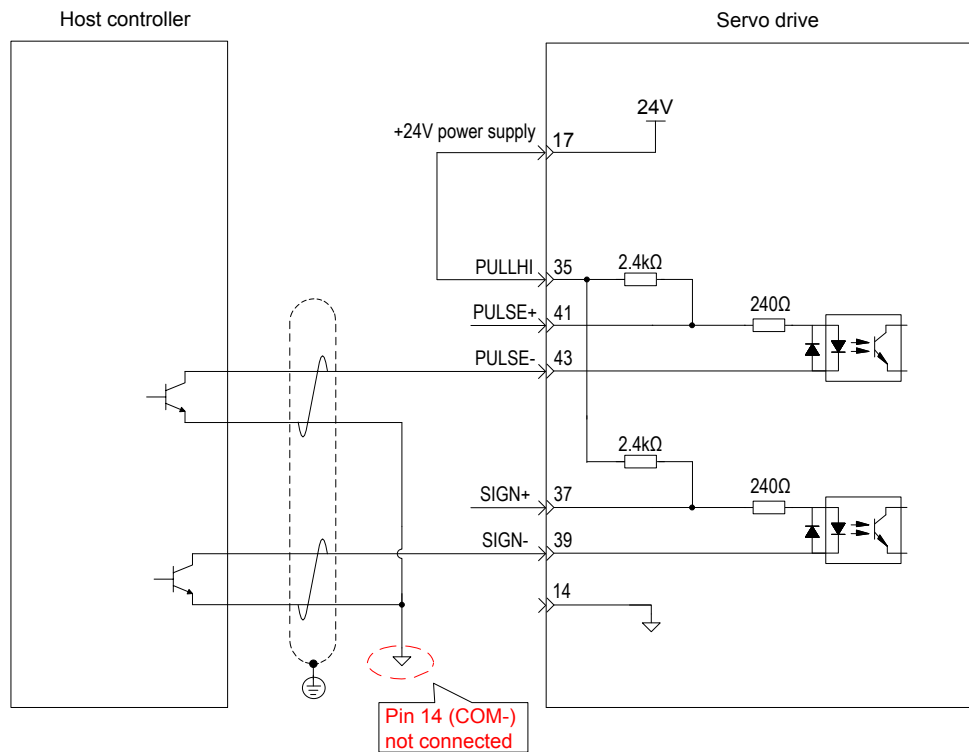 Host controller
Servo drive
24V
+24V power supply
17
PULLHI
35
2.4kΩ
PULSE+
41
240Ω
PULSE-
43
2.4kΩ
SIGN+
37
240Ω
SIGN-
39
14
Pin 14 (COM-)
not connected